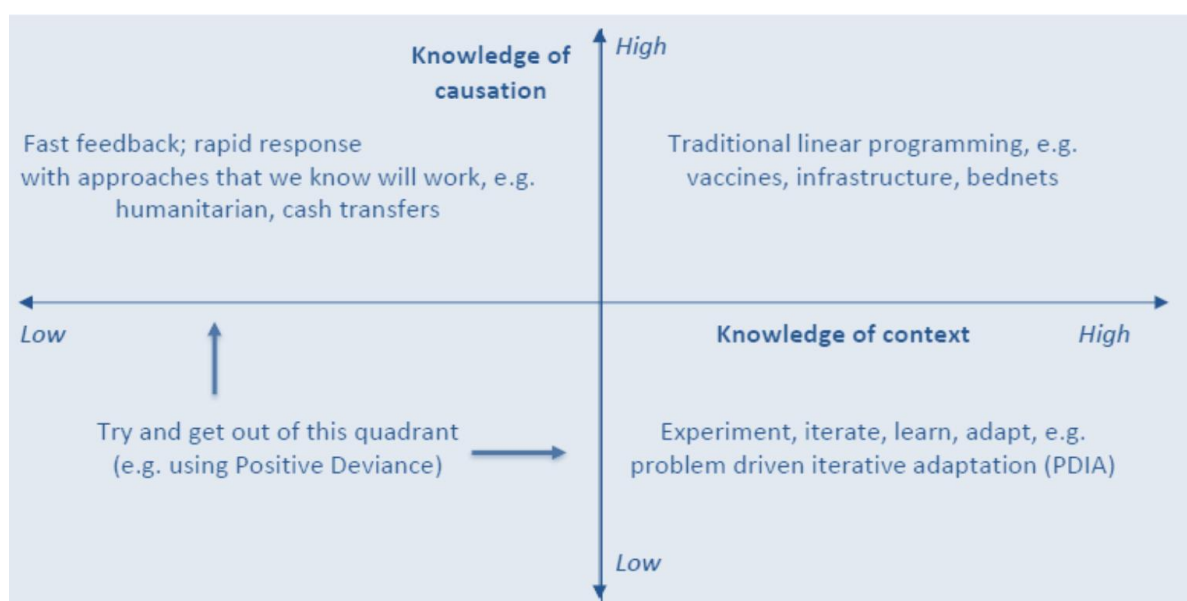 Knowledge of
causation
High
Fast feedback; rapid response
with approaches that we know will work, e.g.
humanitarian, cash transfers
Traditional linear programming, e.g.
vaccines, infrastructure, bednets
Low
Knowledge of context
High
Try and get out of this quadrant
(e.g. using Positive Deviance)
Experiment, iterate, learn, adapt, e.g.
problem driven iterative adaptation (PDIA)
Low